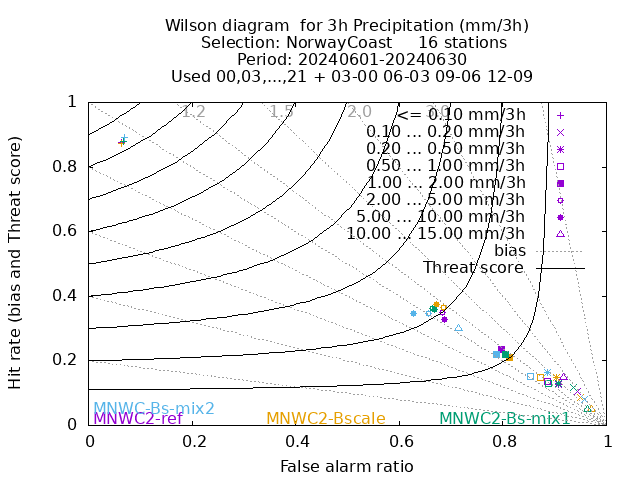 Wilson diagram  for 3h Precipitation (mm/3h)
Selection: NorwayCoast     16 stations
Period: 20240601-20240630
Used 00,03,...,21 + 03-00 06-03 09-06 12-09
1.2 1.5 2.0 3.0
<= 0.10 mm/3h
0.10 ... 0.20 mm/3h
0.20 ... 0.50 mm/3h
0.50 ... 1.00 mm/3h
1.00 ... 2.00 mm/3h
2.00 ... 5.00 mm/3h
5.00 ... 10.00 mm/3h
10.00 ... 15.00 mm/3h
bias
Threat score
1
0.8
0.6
0.4
0.2
0
Hit rate (bias and Threat score)
MNWC-Bs-mix2
MNWC2-ref MNWC2-Bscale MNWC2-Bs-mix1
0 0.2 0.4 0.6 0.8 1
False alarm ratio